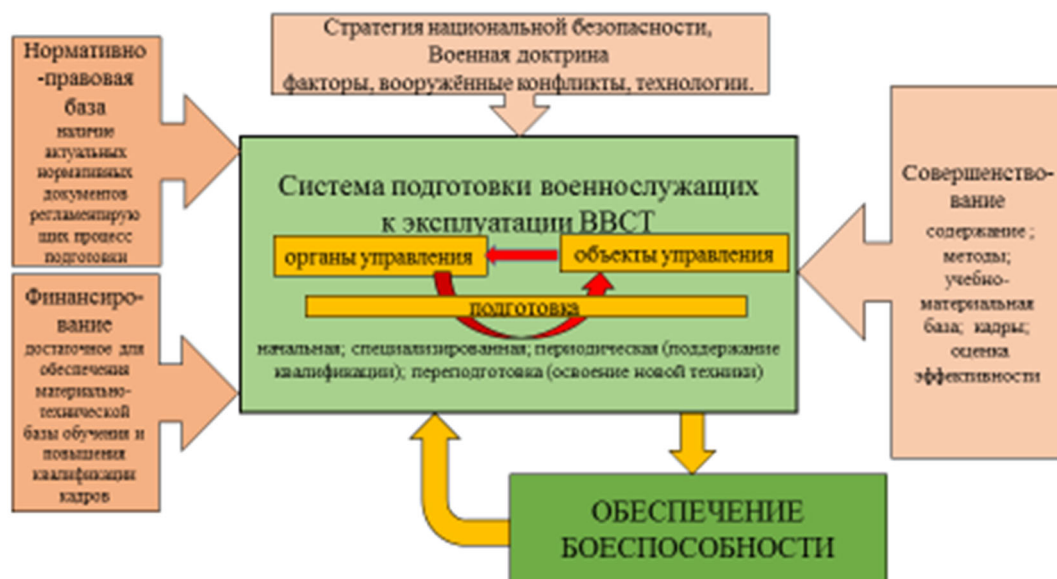 Нормативно
-правовая
база
наличие
актуальных
нормативных
документов
регламентирую
щих процесс
подготовки
Финансиро-
вание
достаточное для
обеспечения
материально-
технической
базы обучения и
повышения
квалификации
кадров
Стратегия национальной безопасности,
Военная доктрина
факторы, вооружённые конфликты, технологии.
Система подготовки военнослужащих
к эксплуатации ВВСТ
органы управления
объекты управления
подготовка
начальная; специализированная; периодическая (поддержание
квалификации); переподготовка (освоение новой техники)
Совершенство-
вание
содержание ;
методы;
учебно-
материальная
база; кадры;
оценка
эффективности
ОБЕСПЕЧЕНИЕ
БОЕСПОСОБНОСТИ